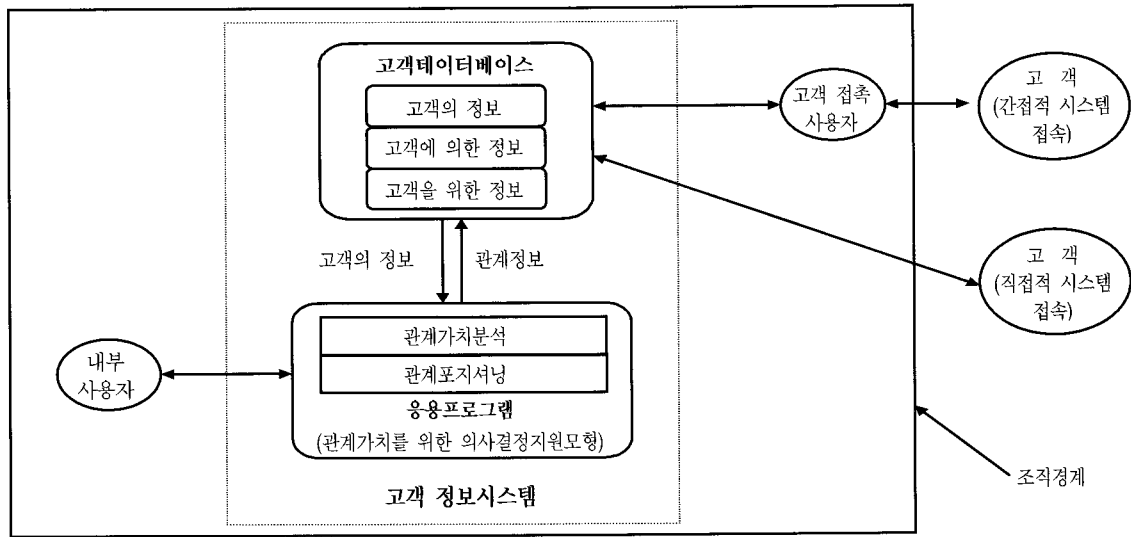 고객테이터베이스
고객의 정보
고객에 의한 정보
고객을 위한 정보
고객 접촉
사용자
고 객
(간접적 시스템
접속)
고객의 정보
관계정보
고 객
(직접적 시스템
접속)
관계가치분석
관계포지셔닝
응용프로그램
(관계가치를 위한 의사결정지원모형)
내부
사용자
고객 정보시스템
조직경계